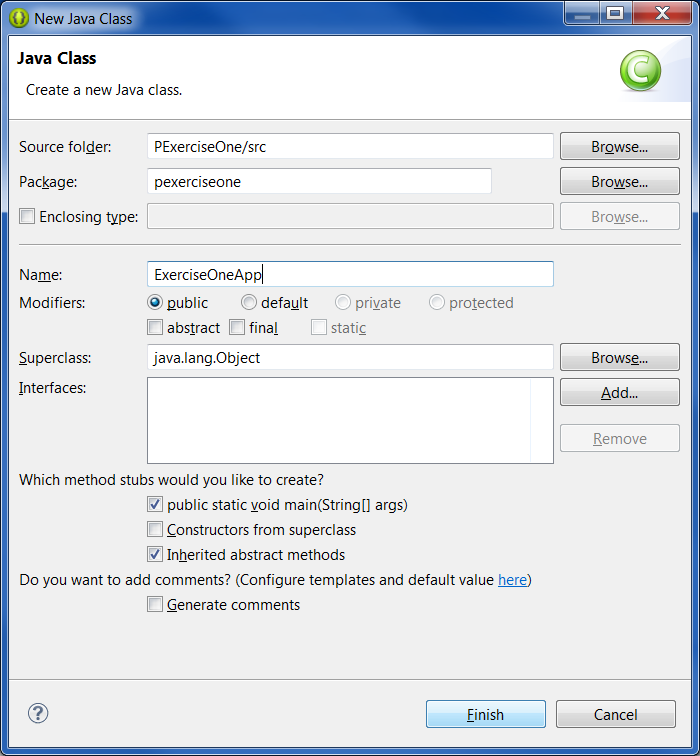 New Java Class
Java Class
Create a new Java class.
Source folder: PExerciseOne/src Browse...
Package: pexerciseone Browse...
Enclosing type: Browse...
Name: ExerciseOneApp
Modifiers: public default private protected
abstract final static
Superclass: java.lang.Object Browse...
Interfaces: Add...
Remove
Which method stubs would you like to create?
public static void main(String[] args)
Constructors from superclass
Inherited abstract methods
Do you want to add comments? (Configure templates and default value here)
Generate comments
? Finish Cancel